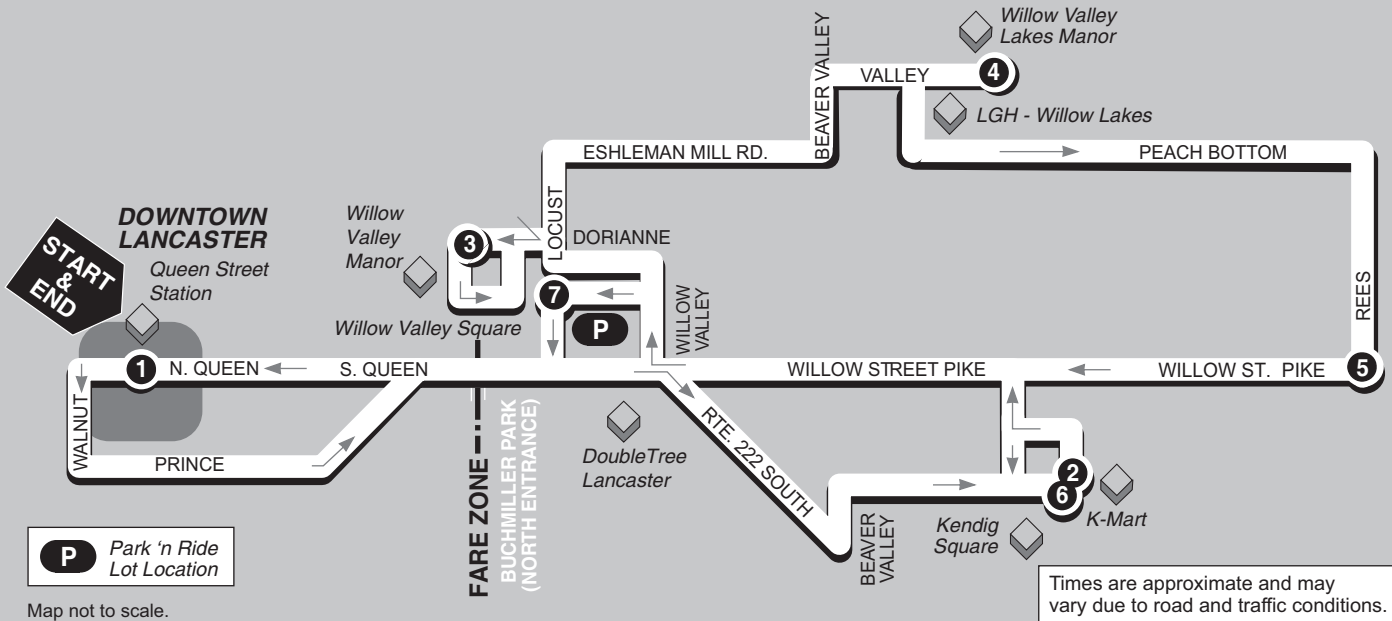 Willow Valley
Lakes Manor
4
VALLEY
BEAVER VALLEY
LGH - Willow Lakes
ESHLEMAN MILL RD.
PEACH BOTTOM
LOCUST
DORIANNE
Willow
Valley
Manor
3
DOWNTOWN
LANCASTER
START
&
END
Queen Street
Station
7
P
Willow Valley Square
WILLOW
VALLEY
REES
1
N. QUEEN
S. QUEEN
WILLOW STREET PIKE
WILLOW ST. PIKE
5
WALNUT
PRINCE
FARE ZONE
BUCHMILLER PARK
(NORTH ENTRANCE)
DoubleTree
Lancaster
RTE. 222 SOUTH
BEAVER
VALLEY
2
6
K-Mart
Kendig
Square
P
Park 'n Ride
Lot Location
Map not to scale.
Times are approximate and may
vary due to road and traffic conditions.